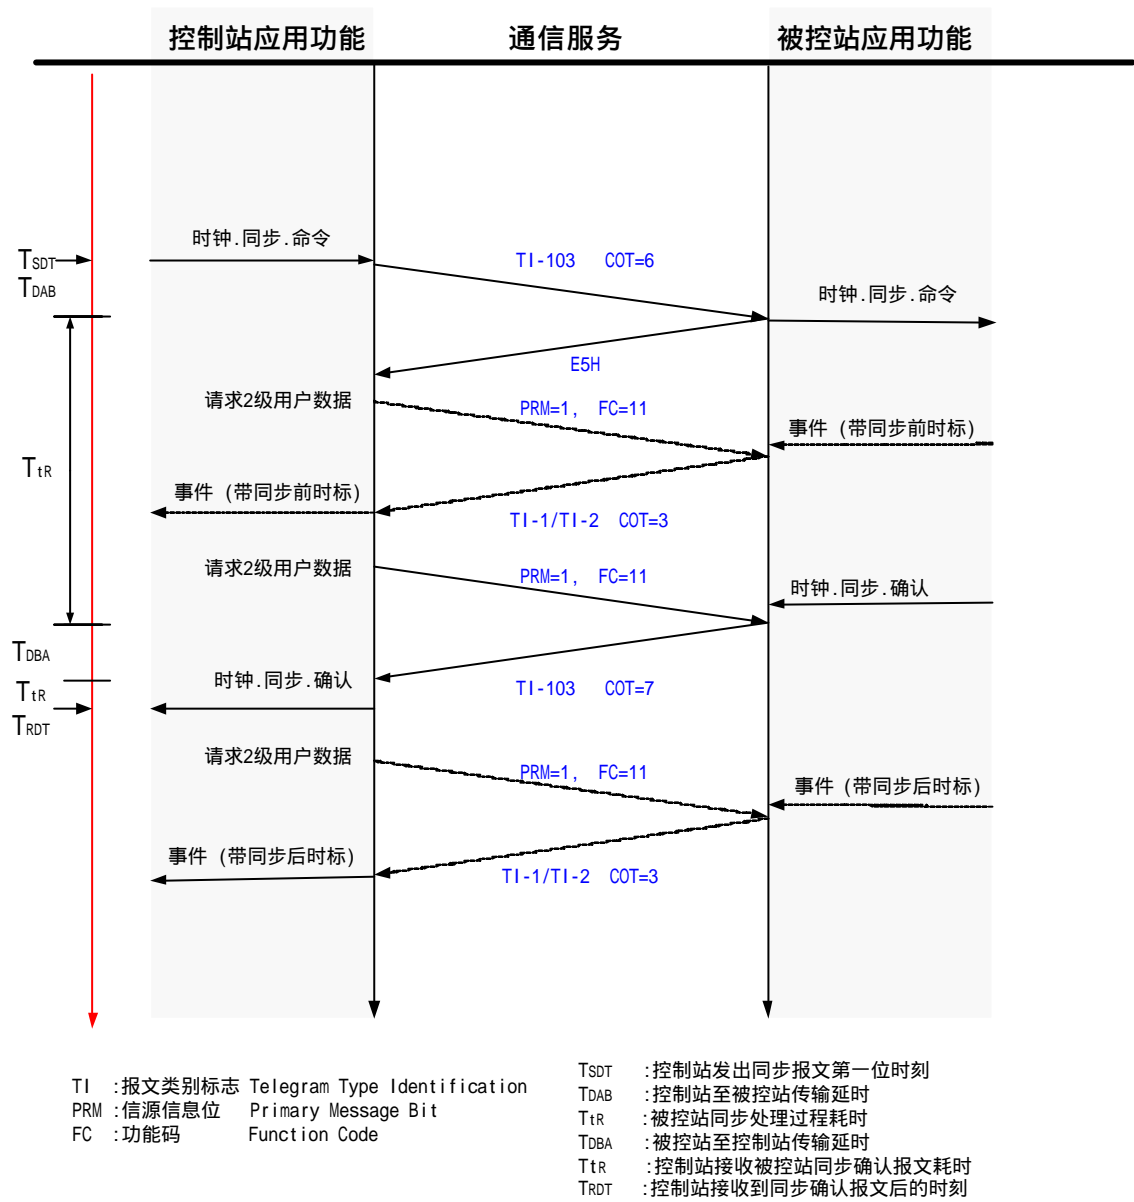 控制站应用功能 通信服务 被控站应用功能
时钟.同步.命令
TSDT
TI-103 COT=6
TDAB
时钟.同步.命令
E5H
请求2级用户数据
PRM=1, FC=11
事件 (带同步前时标)
TtR
事件 (带同步前时标)
TI-1/TI-2 COT=3
请求2级用户数据
PRM=1, FC=11
时钟.同步.确认
TDBA
时钟.同步.确认
TI-103 COT=7
TtR
TRDT
请求2级用户数据
PRM=1, FC=11
事件 (带同步后时标)
事件 (带同步后时标)
TI-1/TI-2 COT=3
TI :报文类别标志 Telegram Type Identification
PRM :信源信息位 Primary Message Bit
FC :功能码 Function Code
TSDT :控制站发出同步报文第一位时刻
TDAB :控制站至被控站传输延时
TtR :被控站同步处理过程耗时
TDBA :被控站至控制站传输延时
TtR :控制站接收被控站同步确认报文耗时
TRDT :控制站接收到同步确认报文后的时刻